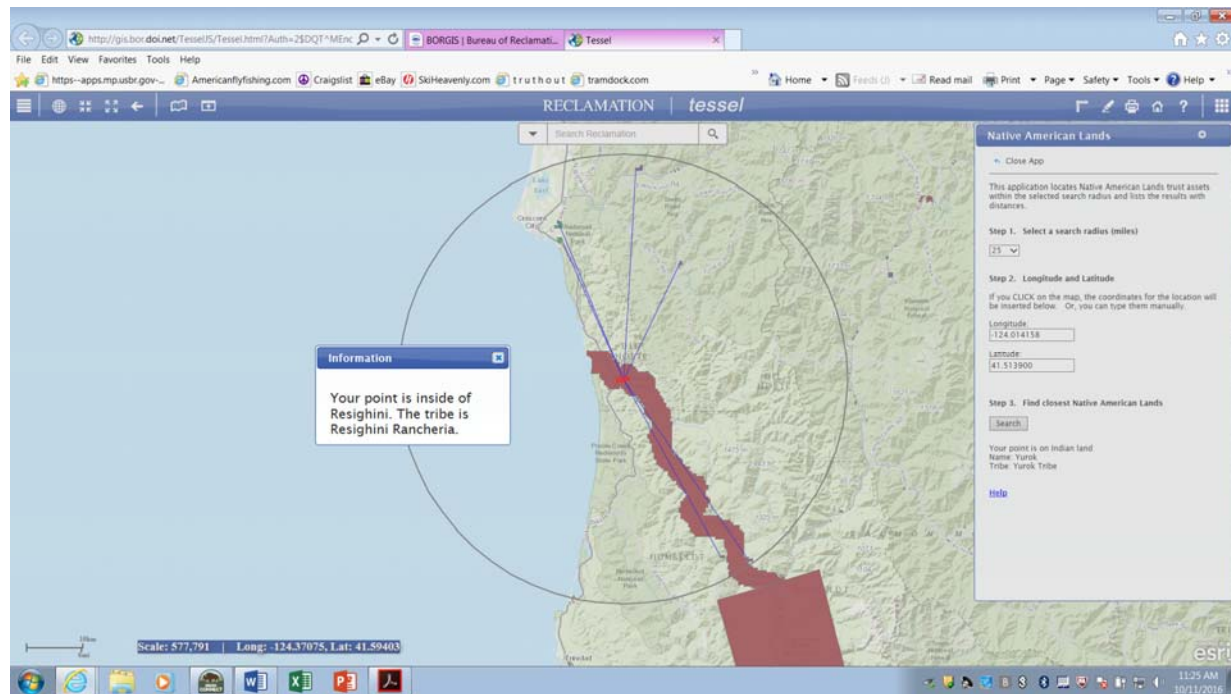 http://gis.bor.doi.net/TesselJS/Tessel.html?Auth=2$DQT^MEnc
BORGIS | Bureau of Reclamati...
Tessel
File Edit View Favorites Tools Help
https--apps.mp.usbr.gov-... Americanflyfishing.com Craigslist eBay SkiHeavenly.com truthout tramdock.com
Home Feeds (J) Read mail Print Page Safety Tools Help
RECLAMATION | tessel
Search Reclamation
Native American Lands
Close App
This application locates Native American Lands trust assets
within the selected search radius and lists the results with
distances.
Step 1. Select a search radius (miles)
25
Step 2. Longitude and Latitude
If you CLICK on the map, the coordinates for the location will
be inserted below. Or, you can type them manually.
Longitude:
-124.014158
Latitude:
41.513900
Step 3. Find closest Native American Lands
Search
Your point is on Indian land
Name: Yurok
Tribe: Yurok Tribe
Help
Crescent
City
Information
Your point is inside of
Resighini. The tribe is
Resighini Rancheria.
Trinidad
10km
Scale: 577,791 | Long: -124.37075, Lat: 41.59403
esri
11:25 AM
10/11/2016